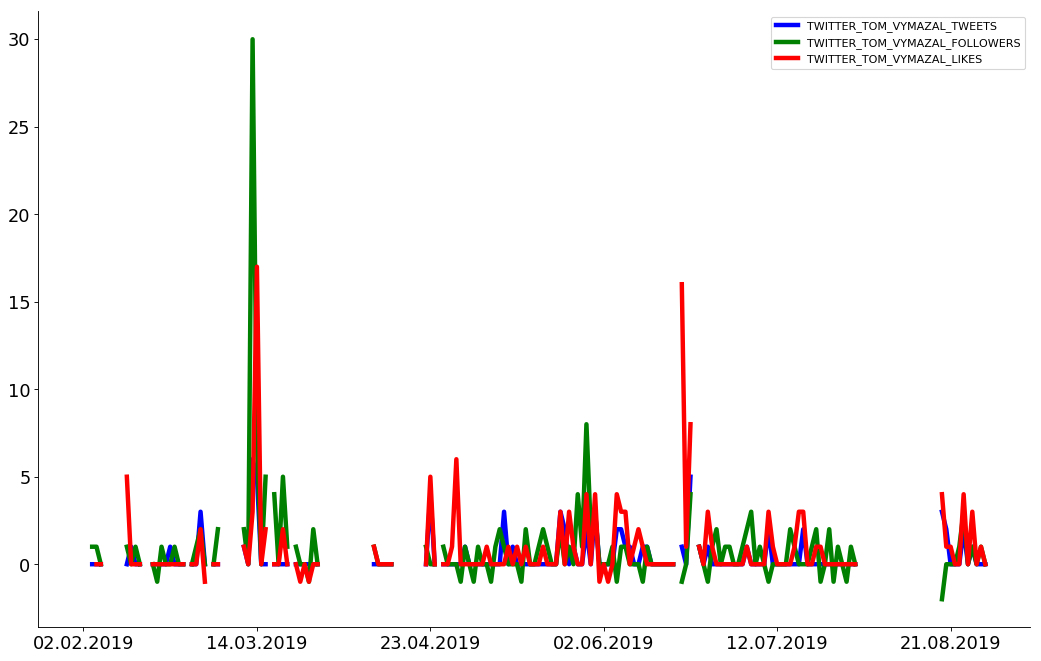 TWITTER_TOM_VYMAZAL_TWEETS
TWITTER_TOM_VYMAZAL_FOLLOWERS
TWITTER_TOM_VYMAZAL_LIKES
30
25
20
15
10
5
0
02.02.2019 14.03.2019 23.04.2019 02.06.2019 12.07.2019 21.08.2019